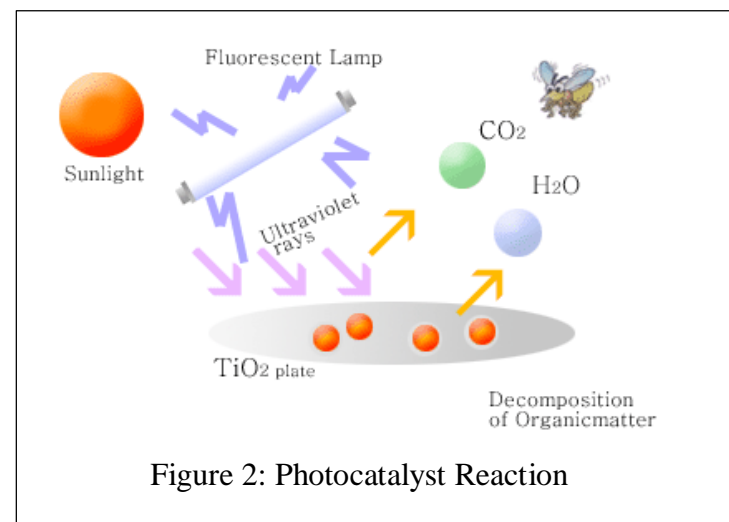 Fluorescent Lamp
Sunlight
CO2
H2O
Ultraviolet
rays
TiO2 plate
Decomposition
of Organicmatter
Figure 2: Photocatalyst Reaction